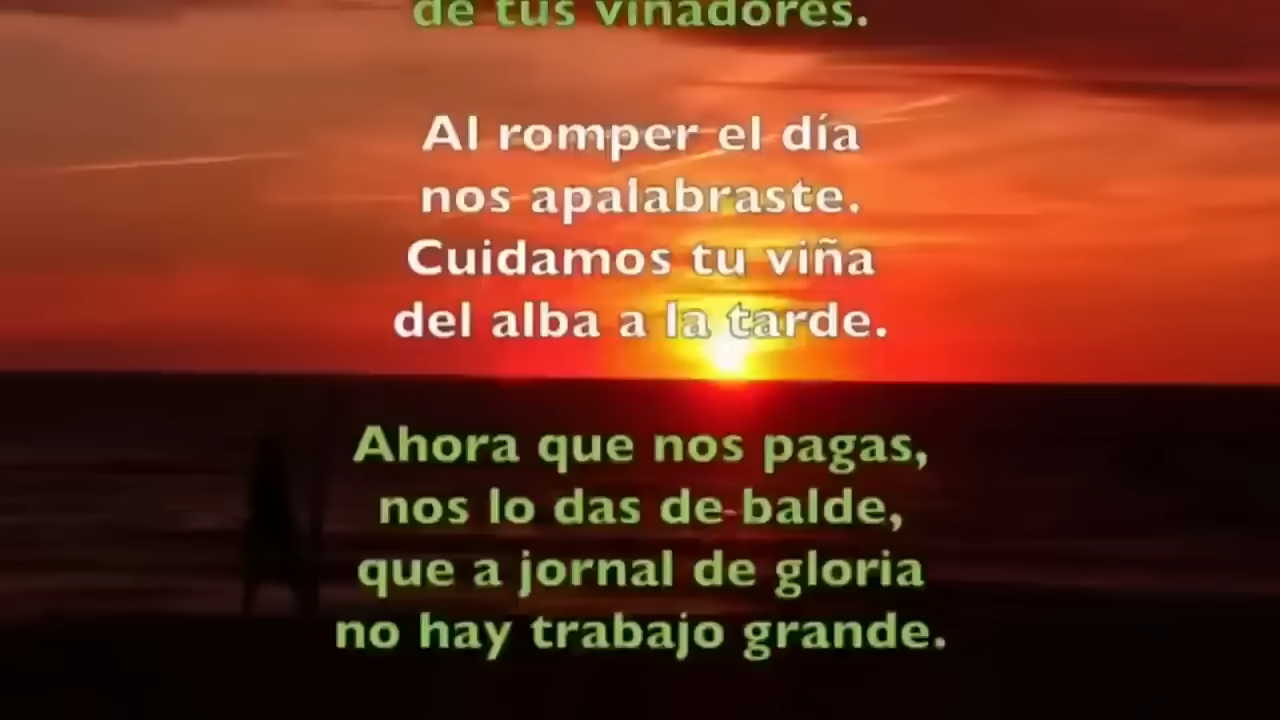 de tus viñadores.
Al romper el día
nos apalabraste.
Cuidamos tu viña
del alba a la tarde.
Ahora que nos pagas,
nos lo das de balde,
que a jornal de gloria
no hay trabajo grande.